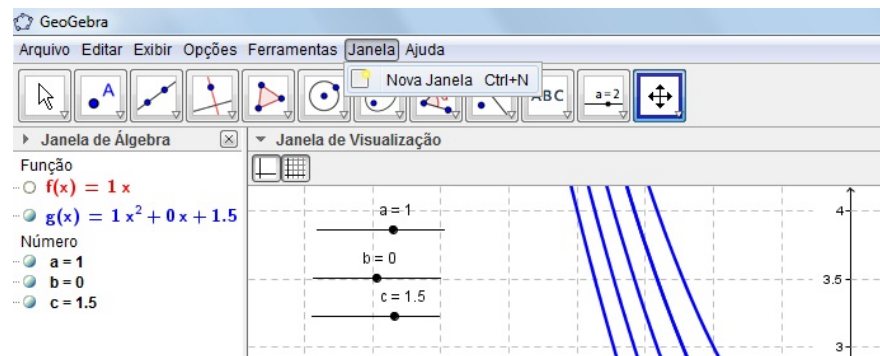 GeoGebra
Arquivo Editar Exibir Opções Ferramentas Janela Ajuda
Nova Janela Ctrl+N
A
ABC
a=2
Janela de Álgebra
Janela de Visualização
Função
f(x) = 1 x
g(x) = 1 x² + 0 x + 1.5
Número
a = 1
b = 0
c = 1.5
a = 1
b = 0
c = 1.5
4
3.5
3